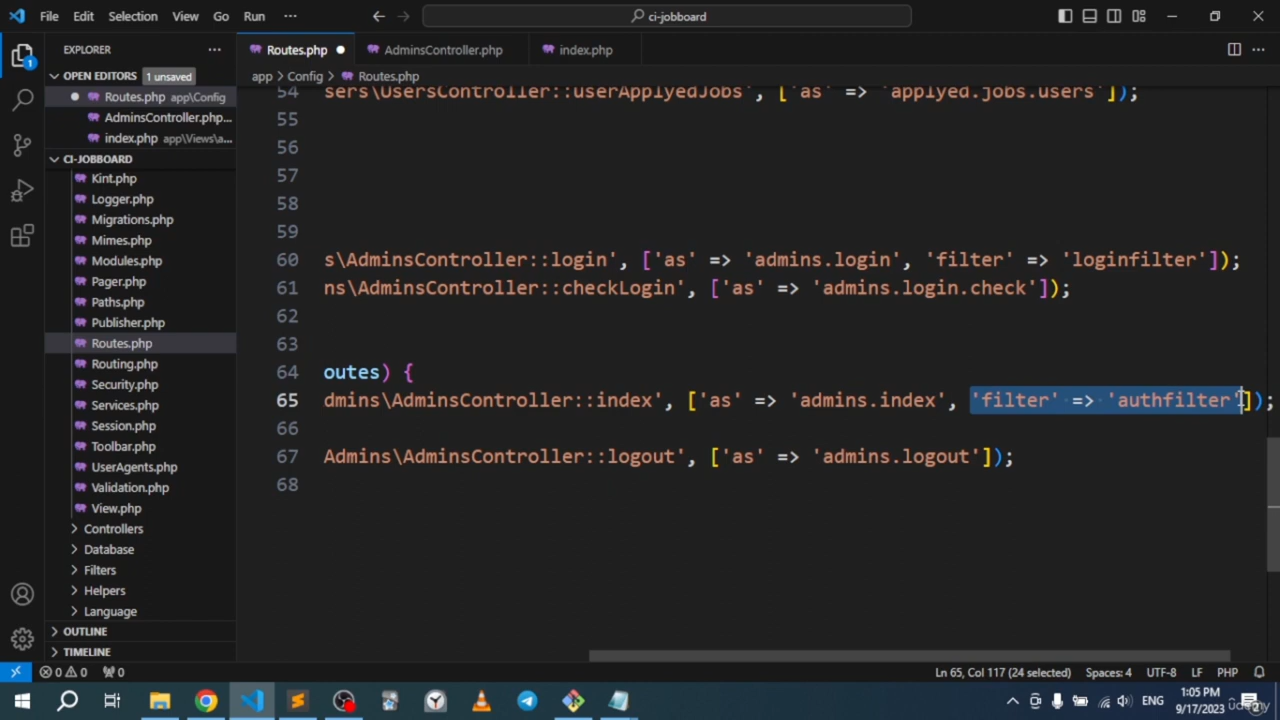 File Edit Selection View Go Run ··· ci-jobboard
EXPLORER ···
Routes.php AdminsController.php index.php
OPEN EDITORS 1 unsaved
app > Config > Routes.php
Routes.php app\Config
AdminsController.php...
index.php app\Views\a...
CI-JOBBOARD
Kint.php
Logger.php
Migrations.php
Mimes.php
Modules.php
Pager.php
Paths.php
Publisher.php
Routes.php
Routing.php
Security.php
Services.php
Session.php
Toolbar.php
UserAgents.php
Validation.php
View.php
Controllers
Database
Filters
Helpers
Language
OUTLINE
TIMELINE
54 sers\UsersController::userApplyedJobs', ['as' => 'applyed.jobs.users']);
55
56
57
58
59
60 s\AdminsController::login', ['as' => 'admins.login', 'filter' => 'loginfilter']);
61 ns\AdminsController::checkLogin', ['as' => 'admins.login.check']);
62
63
64 outes) {
65 dmins\AdminsController::index', ['as' => 'admins.index', 'filter' => 'authfilter']);
66
67 Admins\AdminsController::logout', ['as' => 'admins.logout']);
68
0 0 0 Ln 65, Col 117 (24 selected) Spaces: 4 UTF-8 LF PHP
ENG 1:05 PM
9/17/2023
udemy